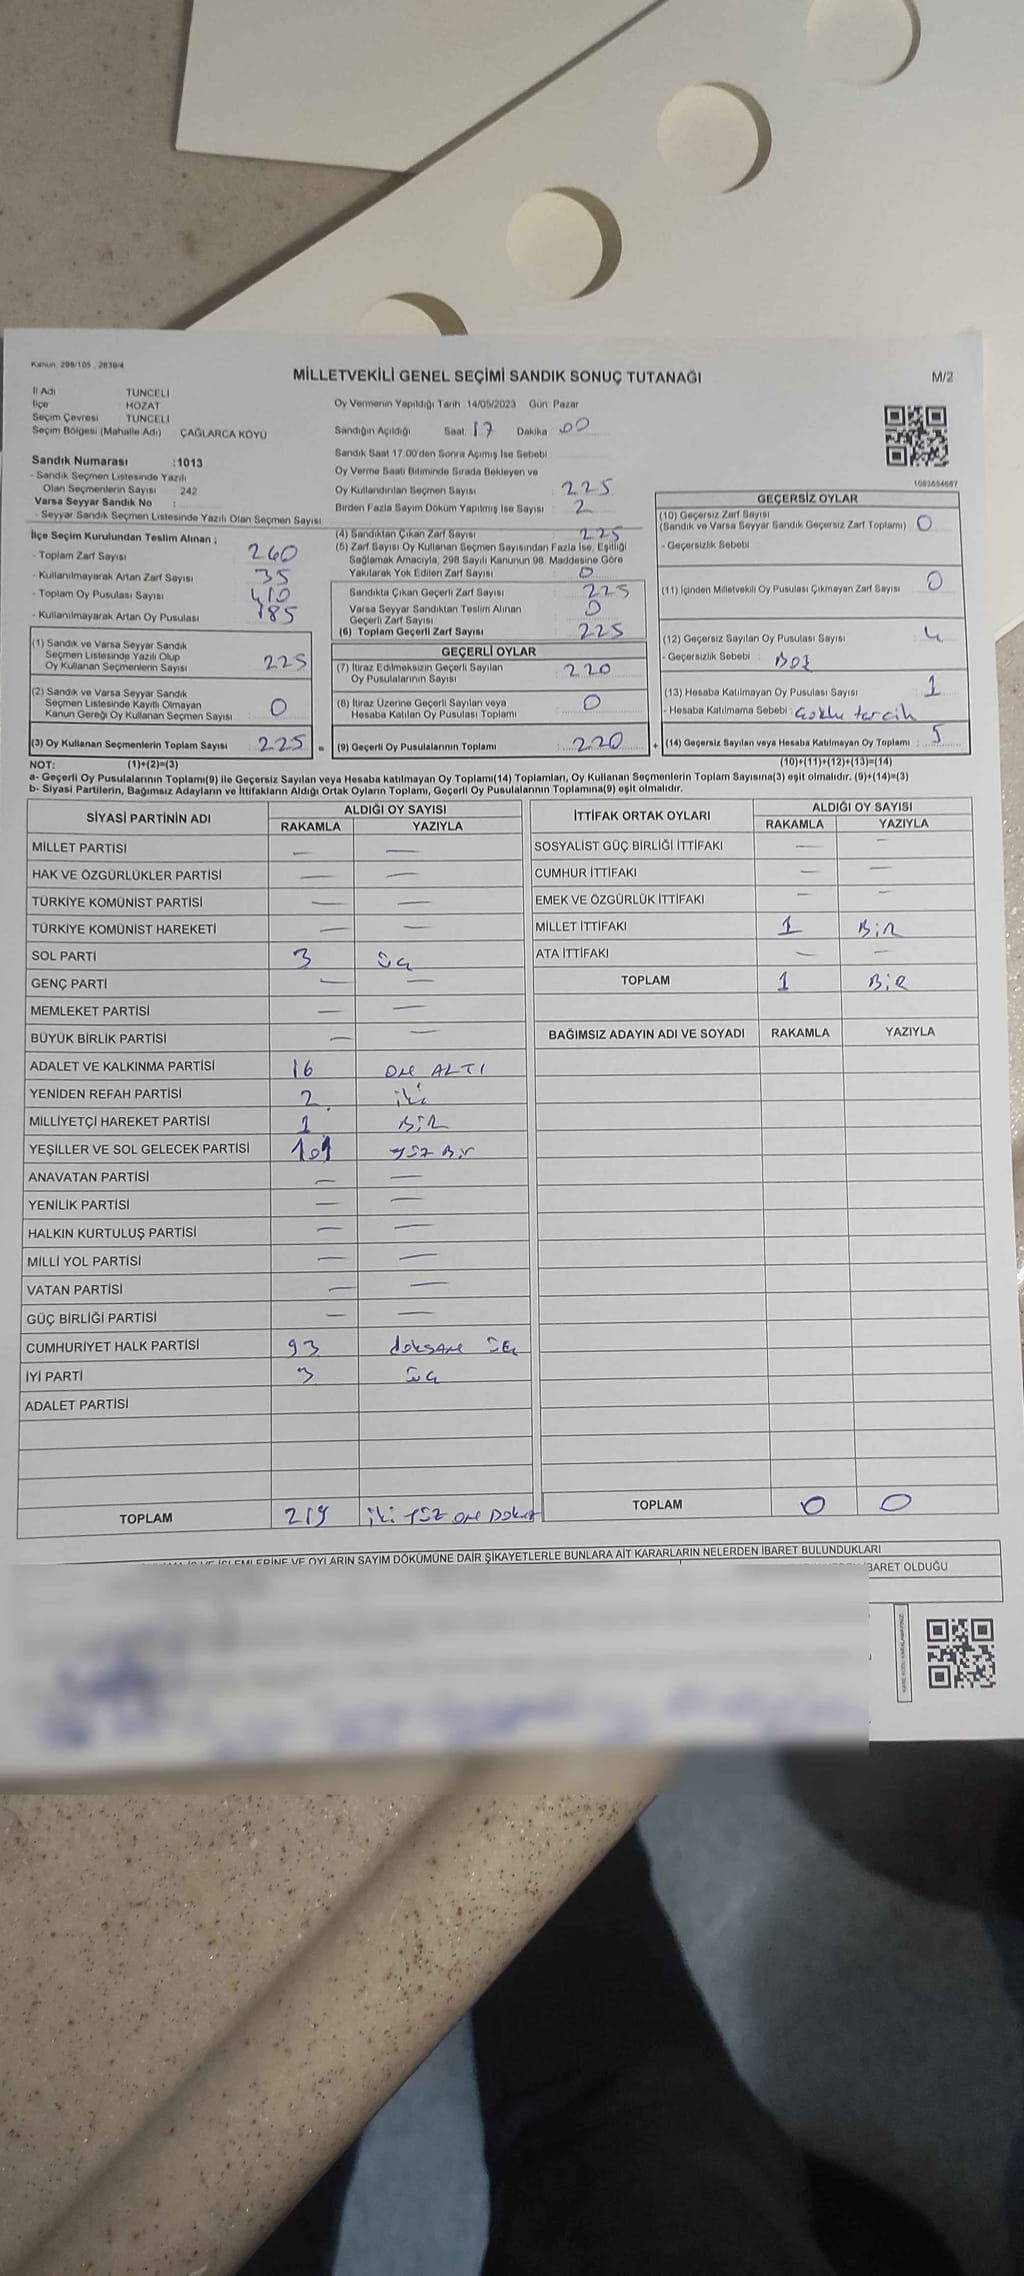 Kanun: 298/105 , 2839/4
MİLLETVEKİLİ GENEL SEÇİMİ SANDIK SONUÇ TUTANAĞI
M/2
İl Adı TUNCELİ
İlçe HOZAT
Seçim Çevresi TUNCELİ
Seçim Bölgesi (Mahalle Adı) ÇAĞLARCA KÖYÜ
Sandık Numarası :1013
- Sandık Seçmen Listesinde Yazılı
Olan Seçmenlerin Sayısı : 242
Varsa Seyyar Sandık No :
- Seyyar Sandık Seçmen Listesinde Yazılı Olan Seçmen Sayısı
Oy Vermenin Yapıldığı Tarih :14/05/2023 Gün: Pazar
Sandığın Açıldığı Saat: 17 Dakika 00
Sandık Saat 17:00'den Sonra Açımış İse Sebebi :
Oy Verme Saati Bitiminde Sırada Bekleyen ve
Oy Kullandırılan Seçmen Sayısı : 225
Birden Fazla Sayım Döküm Yapılmış İse Sayısı : 2
1093654687
İlçe Seçim Kurulundan Teslim Alınan ;
- Toplam Zarf Sayısı 260
- Kullanılmayarak Artan Zarf Sayısı 35
- Toplam Oy Pusulası Sayısı 410
- Kullanılmayarak Artan Oy Pusulası 185
(1) Sandık ve Varsa Seyyar Sandık
Seçmen Listesinde Yazılı Olup
Oy Kullanan Seçmenlerin Sayısı : 225
(2) Sandık ve Varsa Seyyar Sandık
Seçmen Listesinde Kayıtlı Olmayan
Kanun Gereği Oy Kullanan Seçmen Sayısı : 0
(3) Oy Kullanan Seçmenlerin Toplam Sayısı : 225 =
(4) Sandıktan Çıkan Zarf Sayısı : 225
(5) Zarf Sayısı Oy Kullanan Seçmen Sayısından Fazla İse, Eşitliği
Sağlamak Amacıyla, 298 Sayılı Kanunun 98. Maddesine Göre
Yakılarak Yok Edilen Zarf Sayısı : 0
Sandıkta Çıkan Geçerli Zarf Sayısı : 225
Varsa Seyyar Sandıktan Teslim Alınan
Geçerli Zarf Sayısı : 0
(6) Toplam Geçerli Zarf Sayısı : 225
GEÇERLİ OYLAR
(7) İtiraz Edilmeksizin Geçerli Sayılan
Oy Pusulalarının Sayısı : 220
(8) İtiraz Üzerine Geçerli Sayılan veya
Hesaba Katılan Oy Pusulası Toplamı : 0
(9) Geçerli Oy Pusulalarının Toplamı : 220 +
GEÇERSİZ OYLAR
(10) Geçersiz Zarf Sayısı
(Sandık ve Varsa Seyyar Sandık Geçersiz Zarf Toplamı) : 0
- Geçersizlik Sebebi :
(11) İçinden Milletvekili Oy Pusulası Çıkmayan Zarf Sayısı : 0
(12) Geçersiz Sayılan Oy Pusulası Sayısı : 4
- Geçersizlik Sebebi : BOŞ
(13) Hesaba Katılmayan Oy Pusulası Sayısı : 1
- Hesaba Katılmama Sebebi : çoklu tercih
(14) Geçersiz Sayılan veya Hesaba Katılmayan Oy Toplamı : 5
NOT: (1)+(2)=(3)
(10)+(11)+(12)+(13)=(14)
a- Geçerli Oy Pusulalarının Toplamı(9) ile Geçersiz Sayılan veya Hesaba katılmayan Oy Toplamı(14) Toplamları, Oy Kullanan Seçmenlerin Toplam Sayısına(3) eşit olmalıdır. (9)+(14)=(3)
b- Siyasi Partilerin, Bağımsız Adayların ve İttifakların Aldığı Ortak Oyların Toplamı, Geçerli Oy Pusulalarının Toplamına(9) eşit olmalıdır.
SİYASİ PARTİNİN ADI ALDIĞI OY SAYISI
RAKAMLA YAZIYLA
MİLLET PARTİSİ — —
HAK VE ÖZGÜRLÜKLER PARTİSİ — —
TÜRKİYE KOMÜNİST PARTİSİ — —
TÜRKİYE KOMÜNİST HAREKETİ — —
SOL PARTİ 3 üç
GENÇ PARTİ — —
MEMLEKET PARTİSİ — —
BÜYÜK BİRLİK PARTİSİ — —
ADALET VE KALKINMA PARTİSİ 16 ON ALTI
YENİDEN REFAH PARTİSİ 2 iki
MİLLİYETÇİ HAREKET PARTİSİ 1 BİR
YEŞİLLER VE SOL GELECEK PARTİSİ 101 yüz Bir
ANAVATAN PARTİSİ — —
YENİLİK PARTİSİ — —
HALKIN KURTULUŞ PARTİSİ — —
MİLLİ YOL PARTİSİ — —
VATAN PARTİSİ — —
GÜÇ BİRLİĞİ PARTİSİ — —
CUMHURİYET HALK PARTİSİ 93 doksan üç
İYİ PARTİ 3 üç
ADALET PARTİSİ
TOPLAM 219 iki yüz on Dokuz
İTTİFAK ORTAK OYLARI ALDIĞI OY SAYISI
RAKAMLA YAZIYLA
SOSYALİST GÜÇ BİRLİĞİ İTTİFAKI — —
CUMHUR İTTİFAKI — —
EMEK VE ÖZGÜRLÜK İTTİFAKI — —
MİLLET İTTİFAKI 1 BİR
ATA İTTİFAKI — —
TOPLAM 1 BİR
BAĞIMSIZ ADAYIN ADI VE SOYADI RAKAMLA YAZIYLA
TOPLAM 0 0
İŞLEMLERİNE VE OYLARIN SAYIM DÖKÜMÜNE DAİR ŞİKAYETLERLE BUNLARA AİT KARARLARIN NELERDEN İBARET BULUNDUKLARI
İBARET OLDUĞU